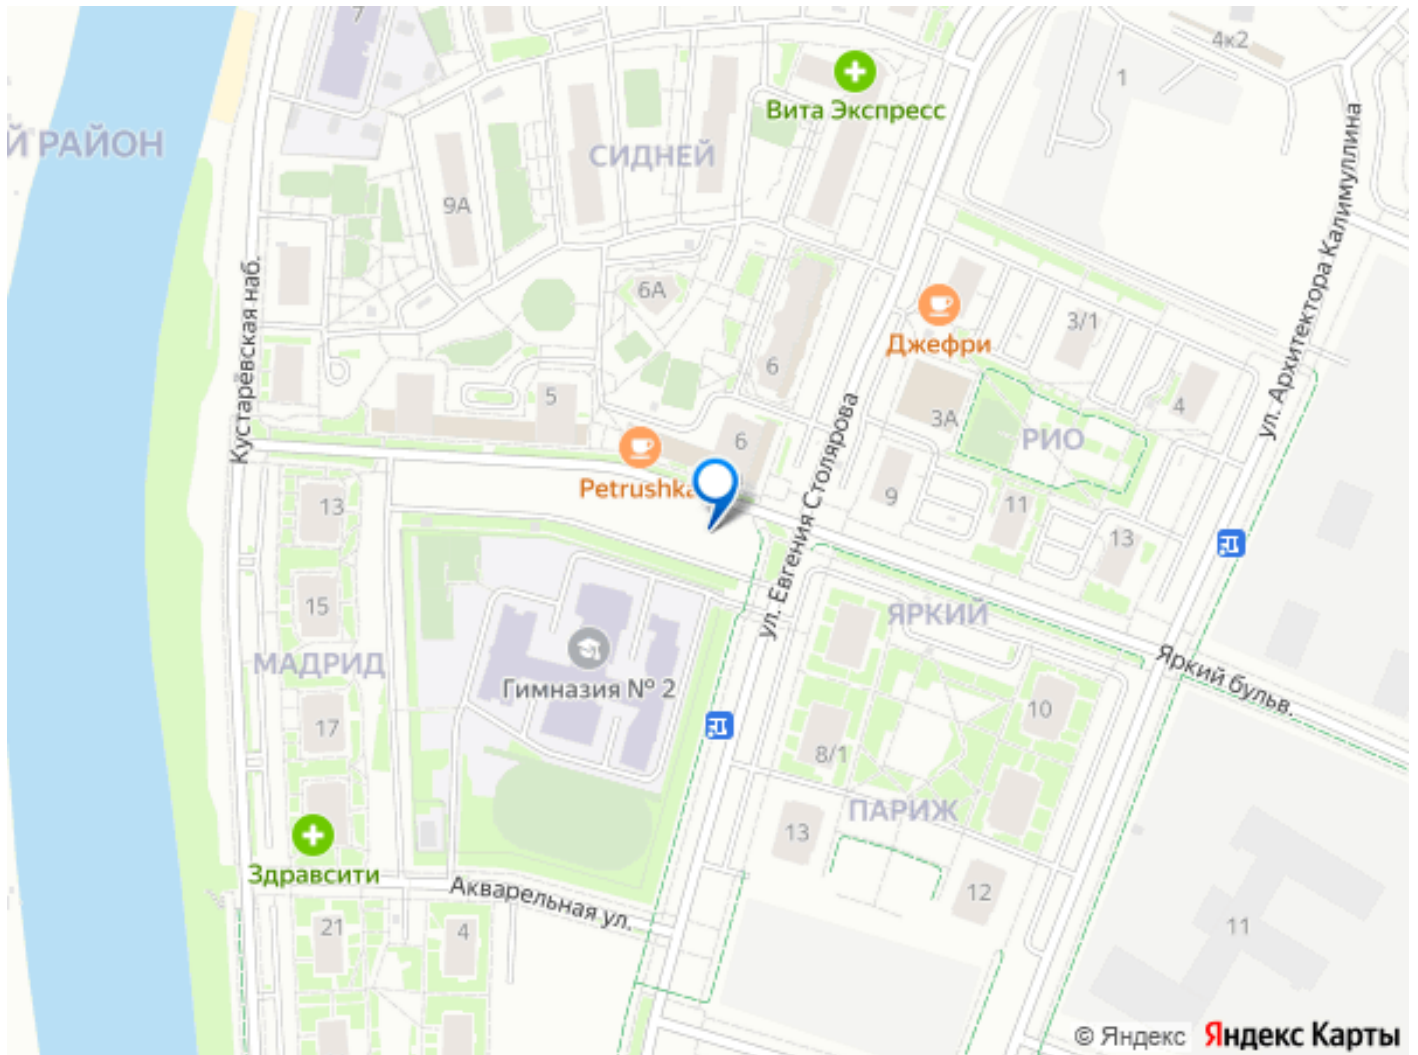 7
4к2
1
Вита Экспресс
Й РАЙОН
СИДНЕЙ
9А
ул. Архитектора Калимуллина
Кустарёвская наб.
6А
Джефри
3/1
6
5
3А
4
РИО
6
Petrushka
ул. Евгения Столярова
9
11
13
13
15
ЯРКИЙ
МАДРИД
Гимназия № 2
Яркий бульв.
17
10
8/1
ПАРИЖ
13
12
Здравсити
Акварельная ул.
21
4
11
© Яндекс Яндекс Карты